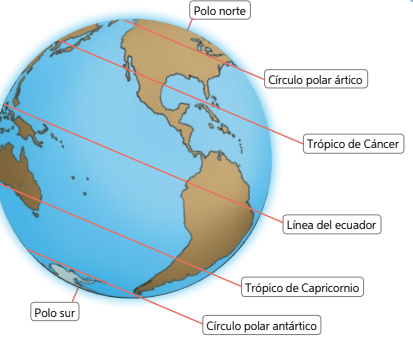 Polo norte
Círculo polar ártico
Trópico de Cáncer
Línea del ecuador
Trópico de Capricornio
Polo sur
Círculo polar antártico